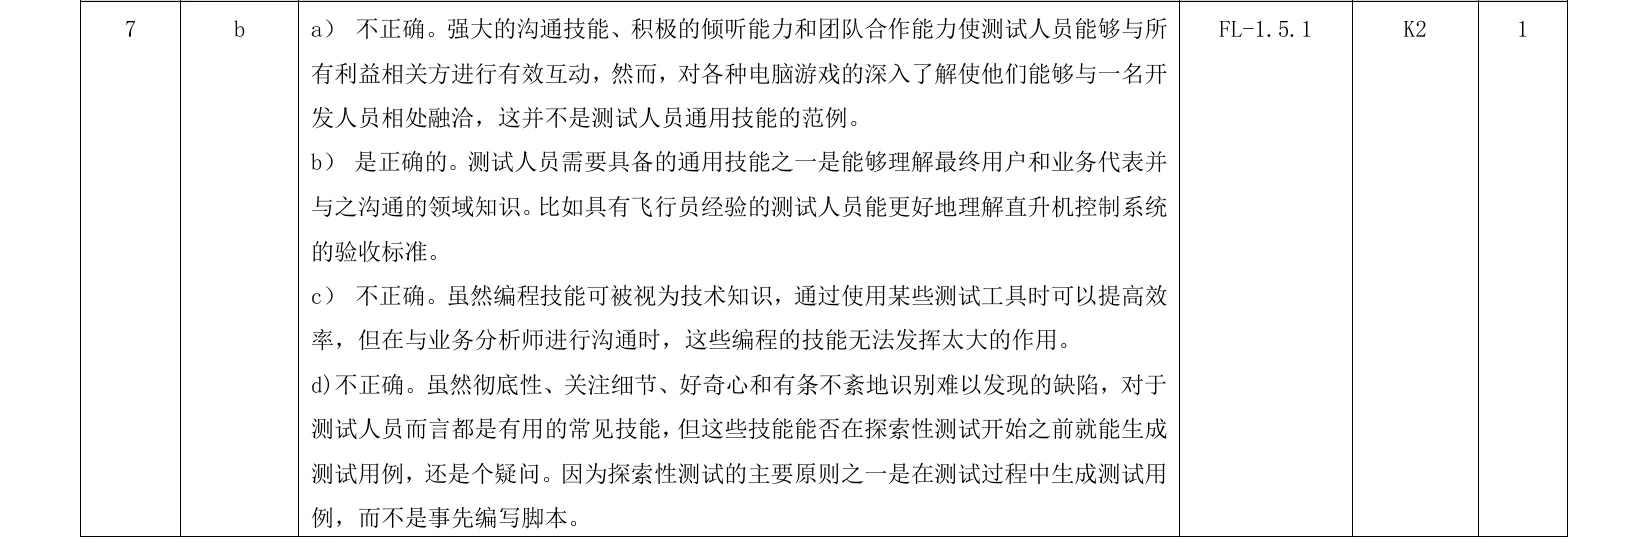 7 b a） 不正确。强大的沟通技能、积极的倾听能力和团队合作能力使测试人员能够与所 FL-1.5.1 K2 1
有利益相关方进行有效互动，然而，对各种电脑游戏的深入了解使他们能够与一名开
发人员相处融洽，这并不是测试人员通用技能的范例。
b） 是正确的。测试人员需要具备的通用技能之一是能够理解最终用户和业务代表并
与之沟通的领域知识。比如具有飞行员经验的测试人员能更好地理解直升机控制系统
的验收标准。
c） 不正确。虽然编程技能可被视为技术知识，通过使用某些测试工具时可以提高效
率，但在与业务分析师进行沟通时，这些编程的技能无法发挥太大的作用。
d)不正确。虽然彻底性、关注细节、好奇心和有条不紊地识别难以发现的缺陷，对于
测试人员而言都是有用的常见技能，但这些技能能否在探索性测试开始之前就能生成
测试用例，还是个疑问。因为探索性测试的主要原则之一是在测试过程中生成测试用
例，而不是事先编写脚本。